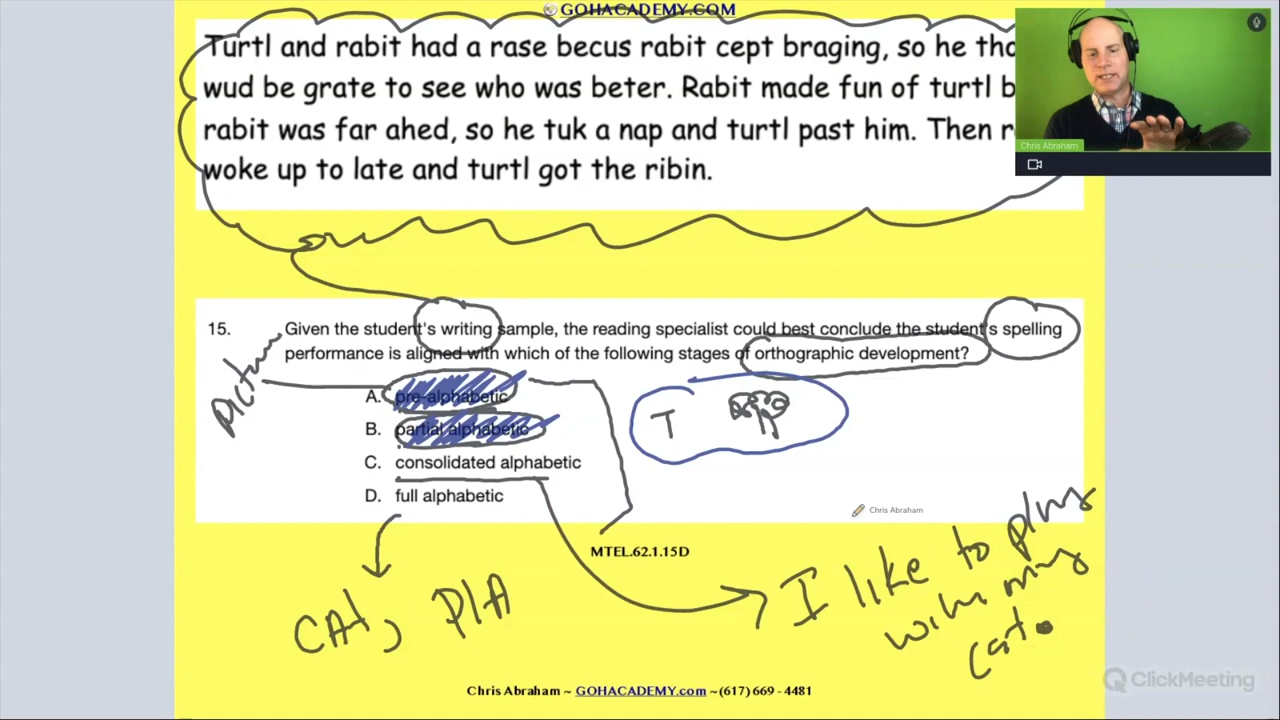 GOHACADEMY.COM
Turtl and rabit had a rase becus rabit cept braging, so he
wud be grate to see who was beter. Rabit made fun of turtl
rabit was far ahed, so he tuk a nap and turtl past him. Then
woke up to late and turtl got the ribin.
Chris Abraham
15. Given the student's writing sample, the reading specialist could best conclude the student's spelling
performance is aligned with which of the following stages of orthographic development?
picture
A. pre-alphabetic
B. partial alphabetic
C. consolidated alphabetic
D. full alphabetic
T
Chris Abraham
MTEL.62.1.15D
CAt, PlA
I like to play
my
cat.
Chris Abraham ~ GOHACADEMY.com ~(617) 669 - 4481
ClickMeeting